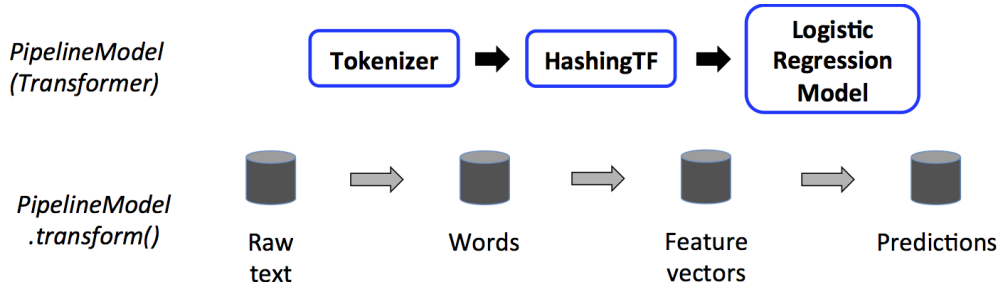 PipelineModel
(Transformer)
Tokenizer
HashingTF
Logistic
Regression
Model
PipelineModel
.transform()
Raw
text
Words
Feature
vectors
Predictions